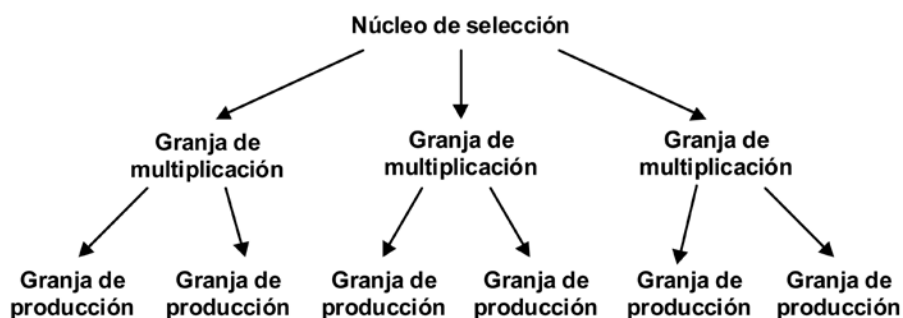 Núcleo de selección
Granja de
multiplicación
Granja de
multiplicación
Granja de
multiplicación
Granja de
producción
Granja de
producción
Granja de
producción
Granja de
producción
Granja de
producción
Granja de
producción